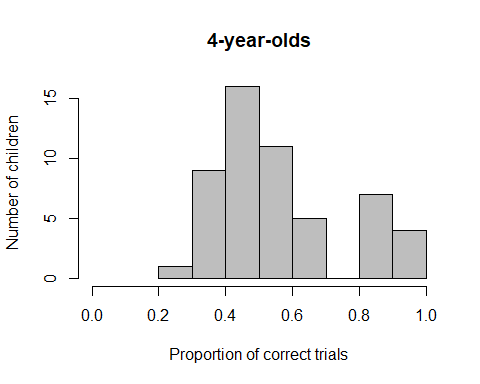 4-year-olds
Number of children
15
10
5
0
0.0 0.2 0.4 0.6 0.8 1.0
Proportion of correct trials